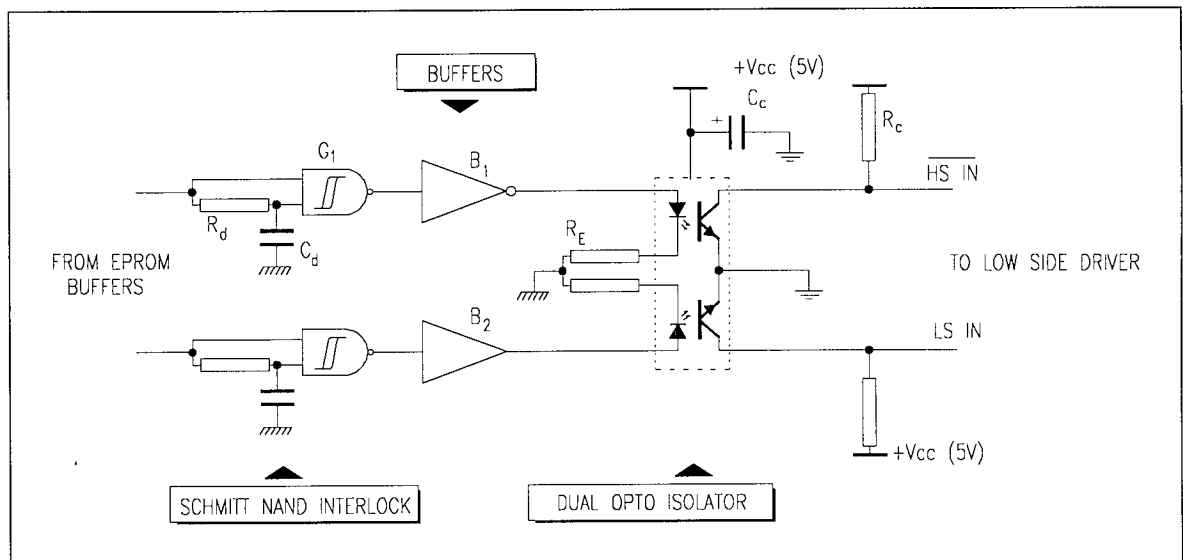 BUFFERS
+Vcc (5V)
Cc
+
Rc
G1
B1
HS IN
Rd
Cd
RE
FROM EPROM
BUFFERS
TO LOW SIDE DRIVER
B2
LS IN
+Vcc (5V)
SCHMITT NAND INTERLOCK
DUAL OPTO ISOLATOR